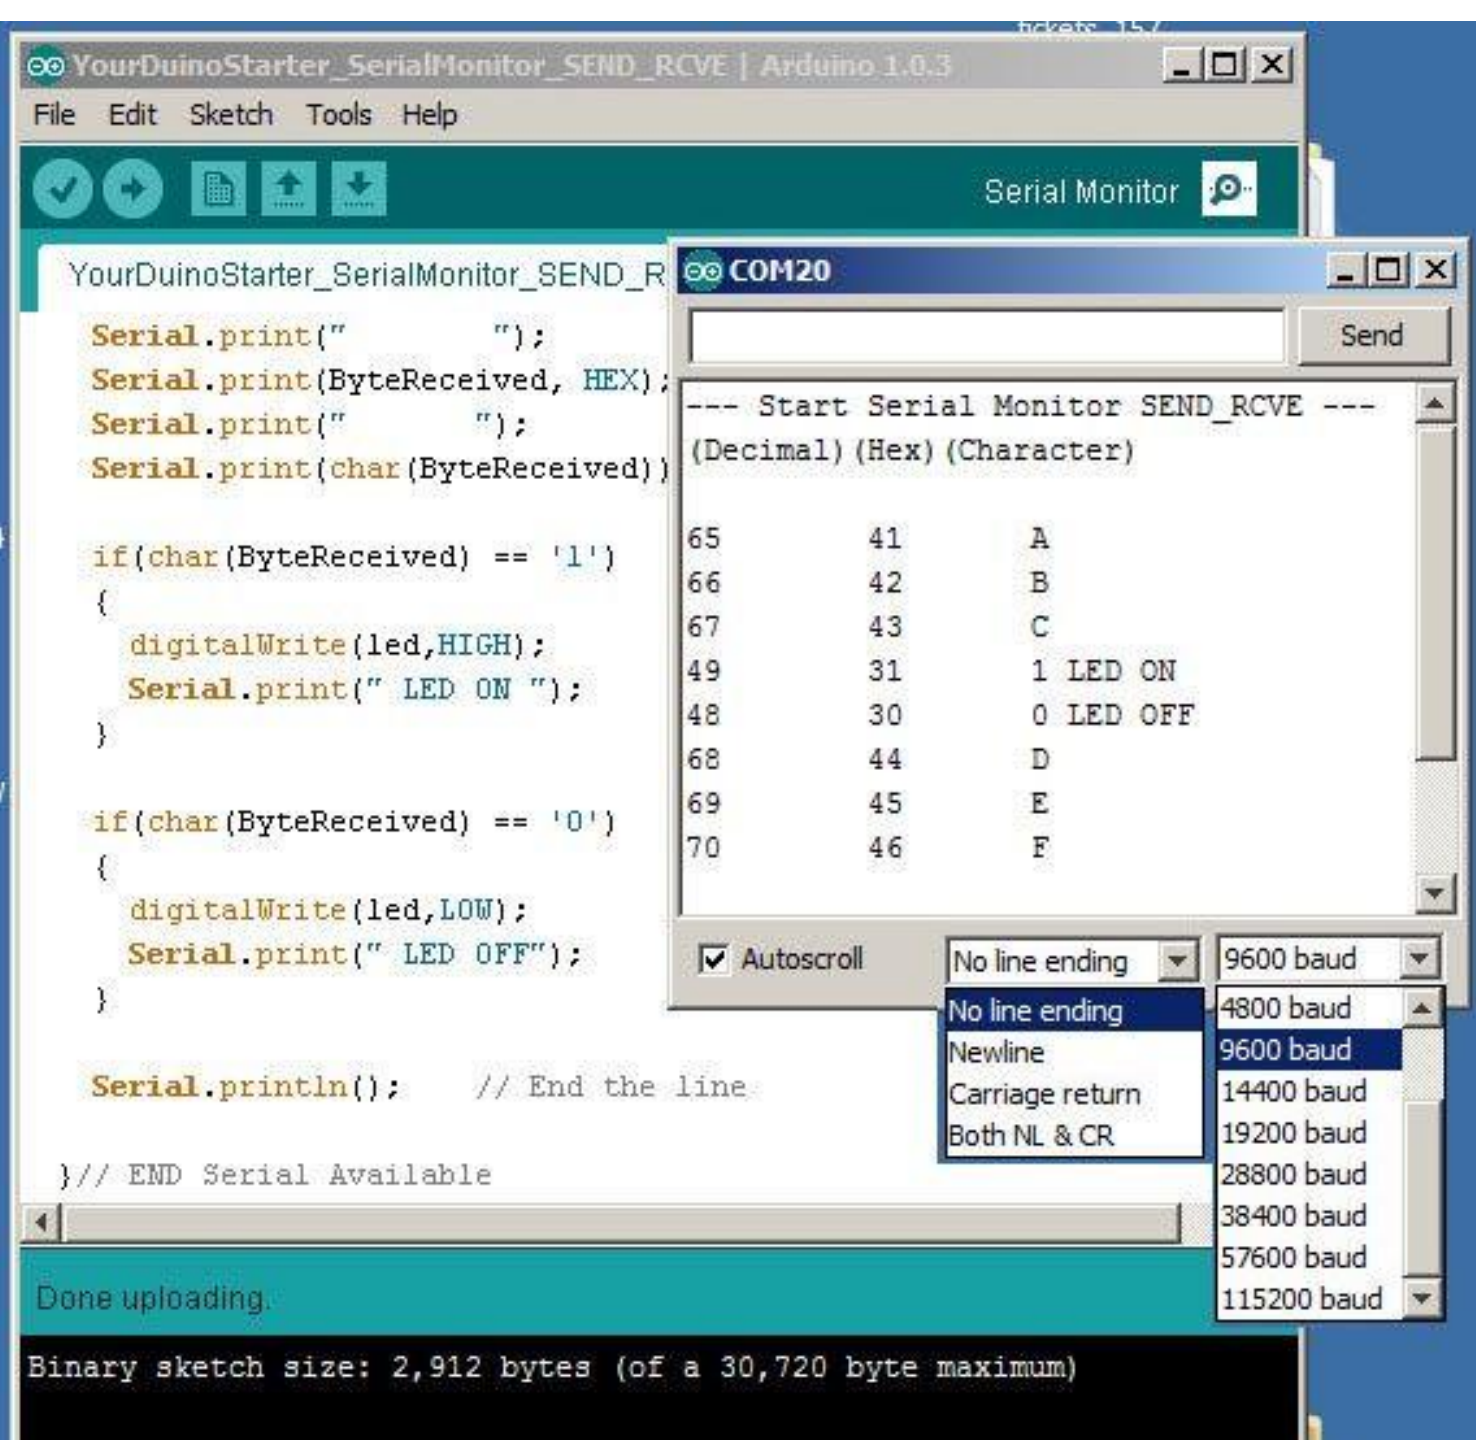 tickets 157
YourDuinoStarter_SerialMonitor_SEND_RCVE | Arduino 1.0.3
File Edit Sketch Tools Help
Serial Monitor
YourDuinoStarter_SerialMonitor_SEND_R
Serial.print("        ");
Serial.print(ByteReceived, HEX);
Serial.print("       ");
Serial.print(char(ByteReceived))
if(char(ByteReceived) == '1')
{
digitalWrite(led,HIGH);
Serial.print(" LED ON ");
}
if(char(ByteReceived) == '0')
{
digitalWrite(led,LOW);
Serial.print(" LED OFF");
}
Serial.println();    // End the line
}// END Serial Available
COM20
Send
--- Start Serial Monitor SEND_RCVE ---
(Decimal)(Hex)(Character)
65 41 A
66 42 B
67 43 C
49 31 1 LED ON
48 30 0 LED OFF
68 44 D
69 45 E
70 46 F
Autoscroll
No line ending
9600 baud
No line ending
Newline
Carriage return
Both NL & CR
4800 baud
9600 baud
14400 baud
19200 baud
28800 baud
38400 baud
57600 baud
115200 baud
Done uploading.
Binary sketch size: 2,912 bytes (of a 30,720 byte maximum)